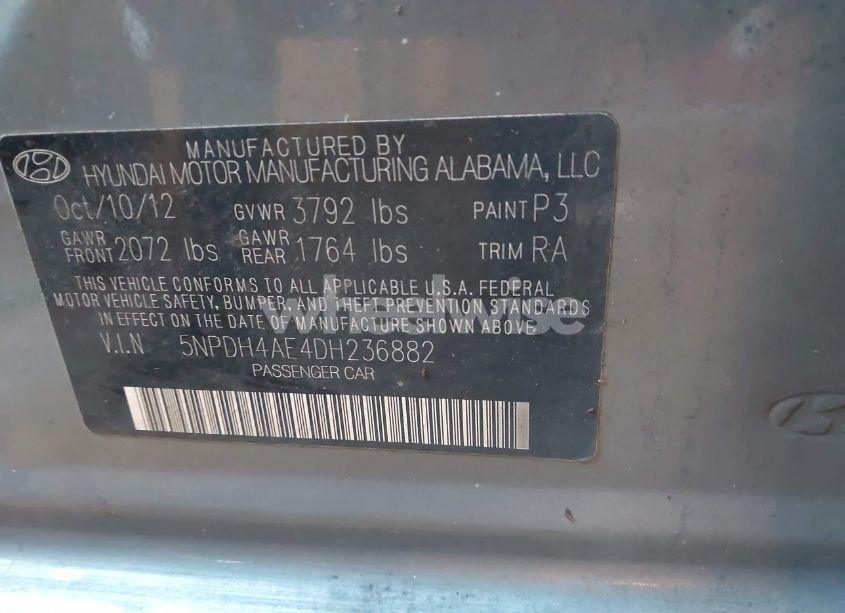 MANUFACTURED BY
HYUNDAI MOTOR MANUFACTURING ALABAMA, LLC
Oct/10/12 GVWR 3792 lbs PAINT P3
GAWR FRONT 2072 lbs GAWR REAR 1764 lbs TRIM RA
THIS VEHICLE CONFORMS TO ALL APPLICABLE U.S.A. FEDERAL
MOTOR VEHICLE SAFETY, BUMPER, AND THEFT PREVENTION STANDARDS
IN EFFECT ON THE DATE OF MANUFACTURE SHOWN ABOVE.
V.I.N 5NPDH4AE4DH236882
PASSENGER CAR
wheelwise